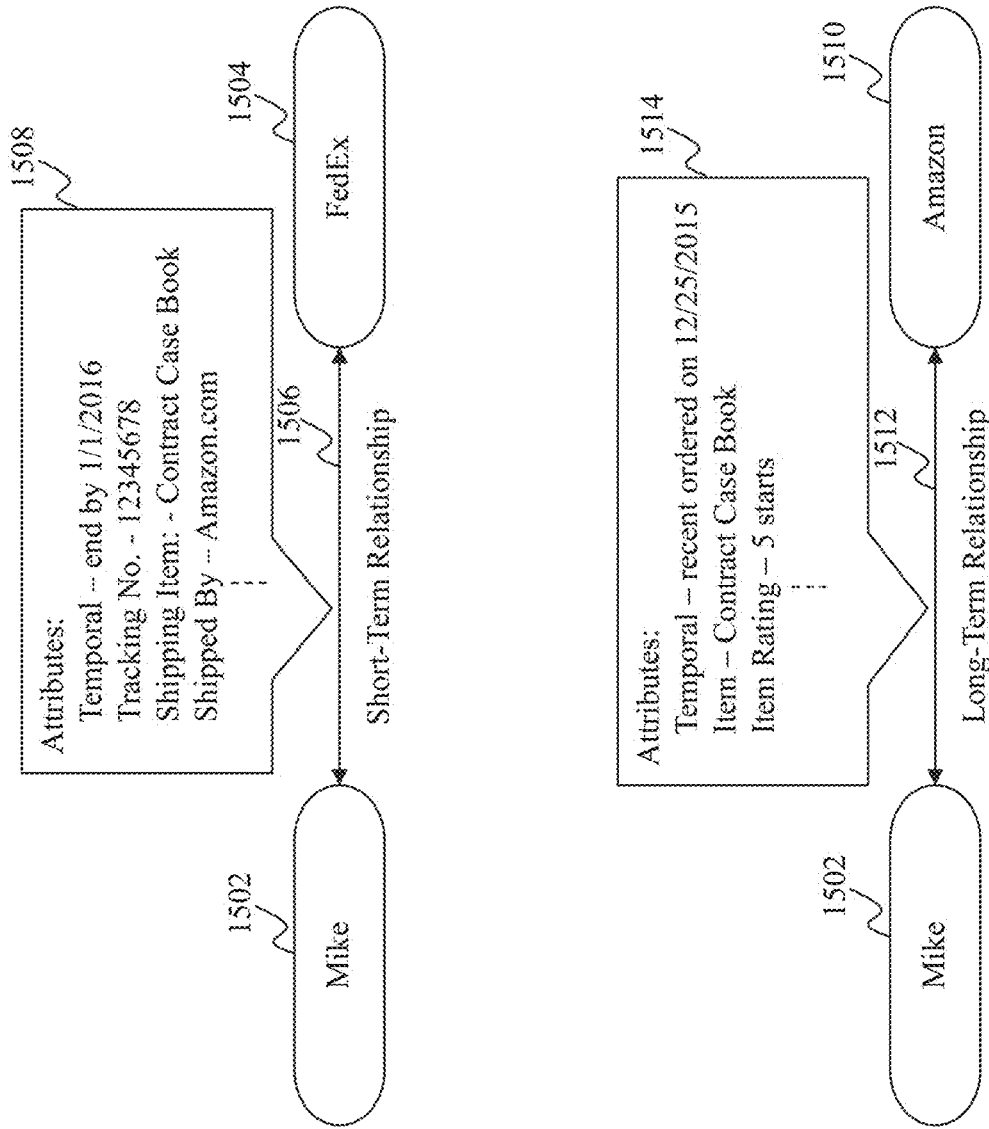 1508
Attributes:
Temporal – end by 1/1/2016
Tracking No. - 12345678
Shipping Item: - Contract Case Book
Shipped By – Amazon.com
1502
Mike
1506
Short-Term Relationship
1504
FedEx
1514
Attributes:
Temporal – recent ordered on 12/25/2015
Item – Contract Case Book
Item Rating – 5 starts
1502
Mike
1512
Long-Term Relationship
1510
Amazon